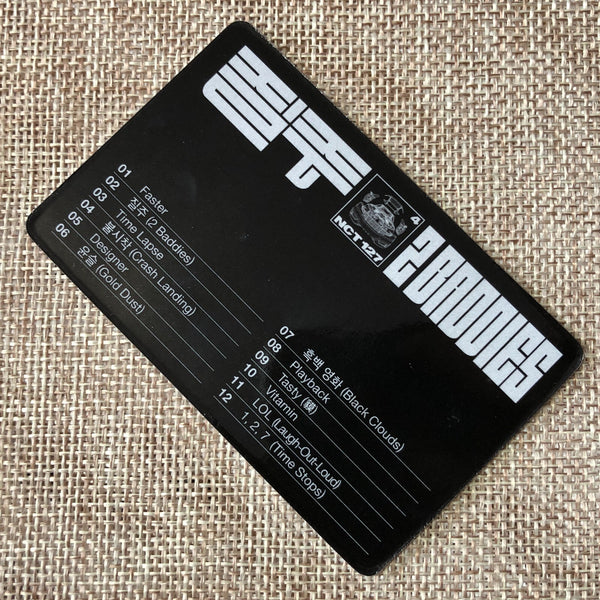 질주
NCT 127
4
2 BADDIES
01 Faster
02 질주 (2 Baddies)
03 Time Lapse
04 불시착 (Crash Landing)
05 Designer
06 윤슬 (Gold Dust)
07 흑백 영화 (Black Clouds)
08 Playback
09 Tasty (貘)
10 Vitamin
11 LOL (Laugh-Out-Loud)
12 1, 2, 7 (Time Stops)